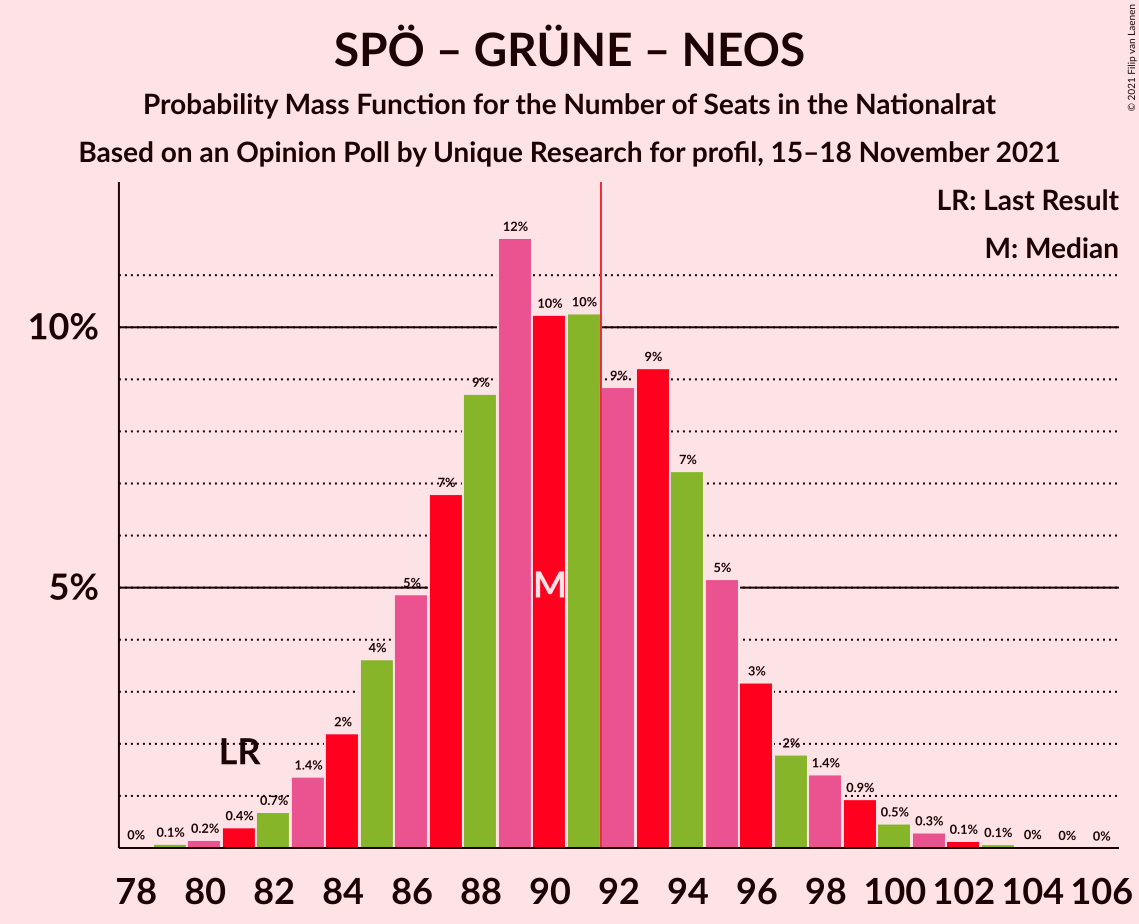 SPÖ – GRÜNE – NEOS
Probability Mass Function for the Number of Seats in the Nationalrat
Based on an Opinion Poll by Unique Research for profil, 15–18 November 2021
© 2021 Filip van Laenen
LR: Last Result
M: Median
10%
5%
0% 0.1% 0.2% 0.4% 0.7% 1.4% 2% 4% 5% 7% 9% 12% 10% 10% 9% 9% 7% 5% 3% 2% 1.4% 0.9% 0.5% 0.3% 0.1% 0.1% 0% 0% 0%
LR
M
78 80 82 84 86 88 90 92 94 96 98 100 102 104 106